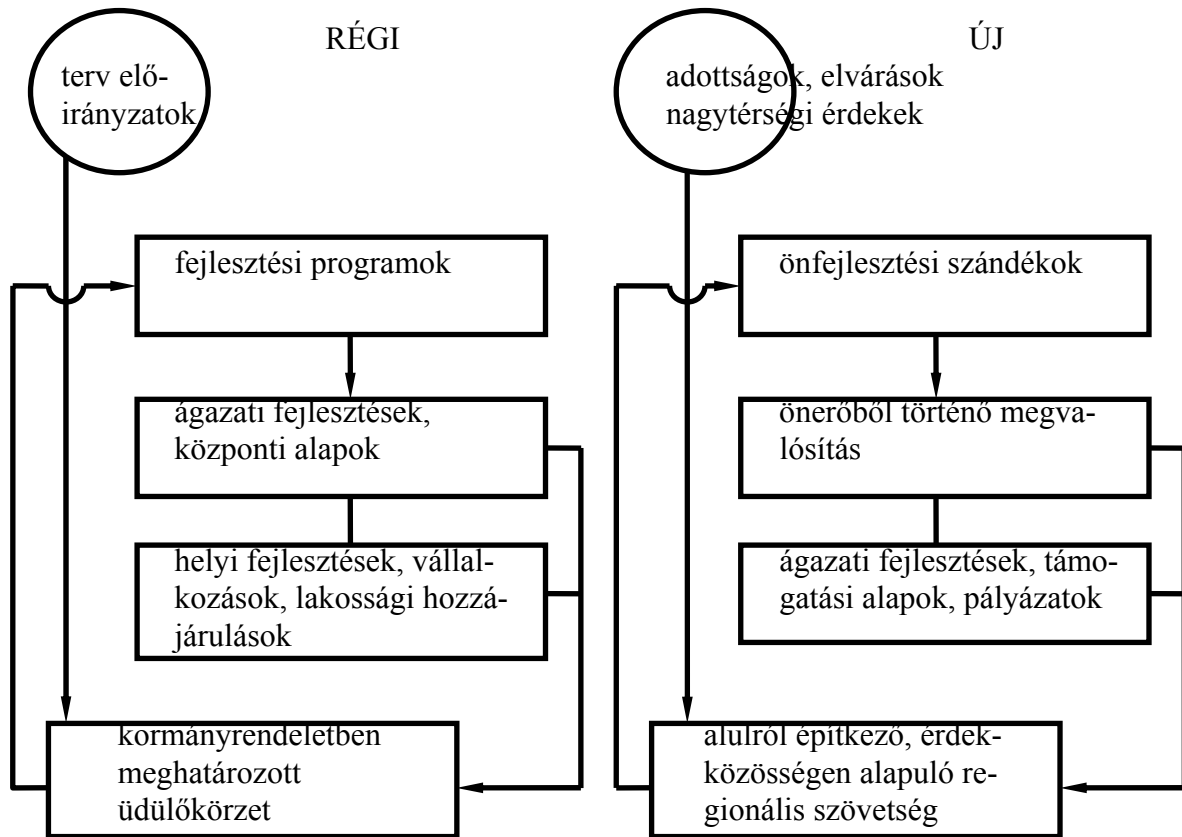 RÉGI
terv elő-
irányzatok
fejlesztési programok
ágazati fejlesztések,
központi alapok
helyi fejlesztések, vállal-
kozások, lakossági hozzá-
járulások
kormányrendeletben
meghatározott
üdülőkörzet
ÚJ
adottságok, elvárások
nagytérségi érdekek
önfejlesztési szándékok
önerőből történő megva-
lósítás
ágazati fejlesztések, támo-
gatási alapok, pályázatok
alulról építkező, érdek-
közösségen alapuló re-
gionális szövetség